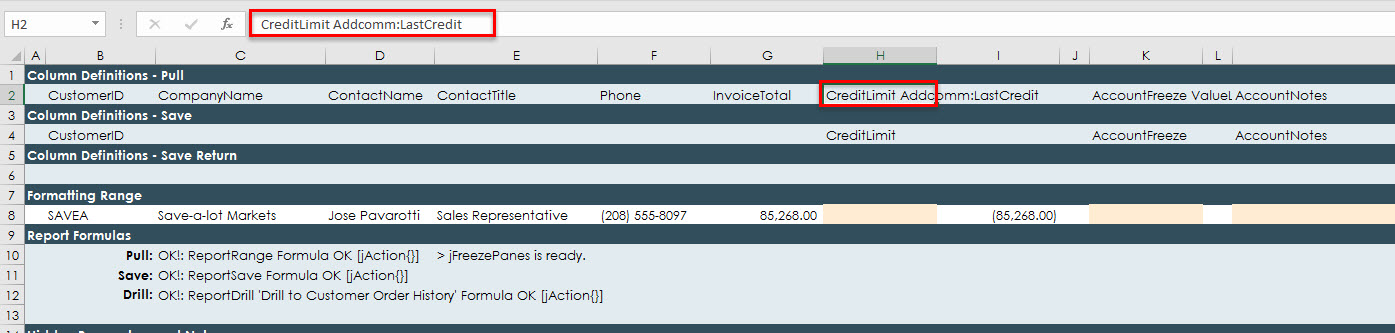 H2 fx CreditLimit Addcomm:LastCredit
A B C D E F G H I J K L
1 Column Definitions - Pull
2 CustomerID CompanyName ContactName ContactTitle Phone InvoiceTotal CreditLimit Addcomm:LastCredit AccountFreeze ValueL AccountNotes
3 Column Definitions - Save
4 CustomerID CreditLimit AccountFreeze AccountNotes
5 Column Definitions - Save Return
6
7 Formatting Range
8 SAVEA Save-a-lot Markets Jose Pavarotti Sales Representative (208) 555-8097 85,268.00 (85,268.00)
9 Report Formulas
10 Pull: OK!: ReportRange Formula OK [jAction{}] > jFreezePanes is ready.
11 Save: OK!: ReportSave Formula OK [jAction{}]
12 Drill: OK!: ReportDrill 'Drill to Customer Order History' Formula OK [jAction{}]
13